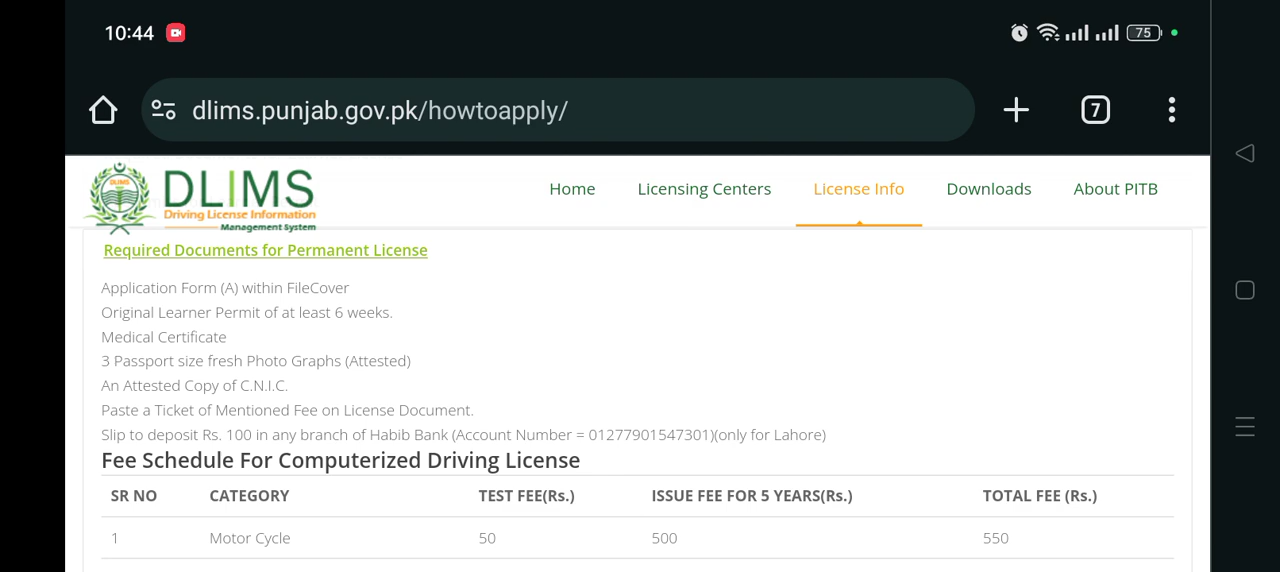 10:44
75
dlims.punjab.gov.pk/howtoapply/
7
DLIMS
Driving License Information
Management System
Home Licensing Centers License Info Downloads About PITB
Required Documents for Permanent License
Application Form (A) within FileCover
Original Learner Permit of at least 6 weeks.
Medical Certificate
3 Passport size fresh Photo Graphs (Attested)
An Attested Copy of C.N.I.C.
Paste a Ticket of Mentioned Fee on License Document.
Slip to deposit Rs. 100 in any branch of Habib Bank (Account Number = 01277901547301)(only for Lahore)
Fee Schedule For Computerized Driving License
SR NO CATEGORY TEST FEE(Rs.) ISSUE FEE FOR 5 YEARS(Rs.) TOTAL FEE (Rs.)
1 Motor Cycle 50 500 550